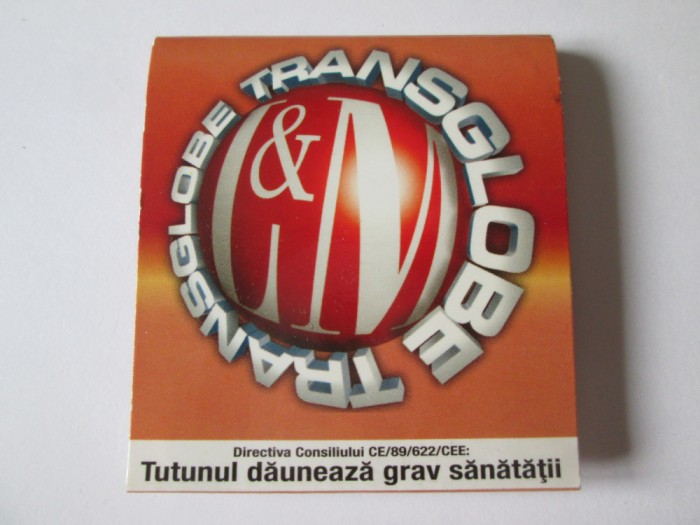 TRANSGLOBE TRANSGLOBE
L&M
Directiva Consiliului CE/89/622/CEE:
Tutunul dăunează grav sănătăţii